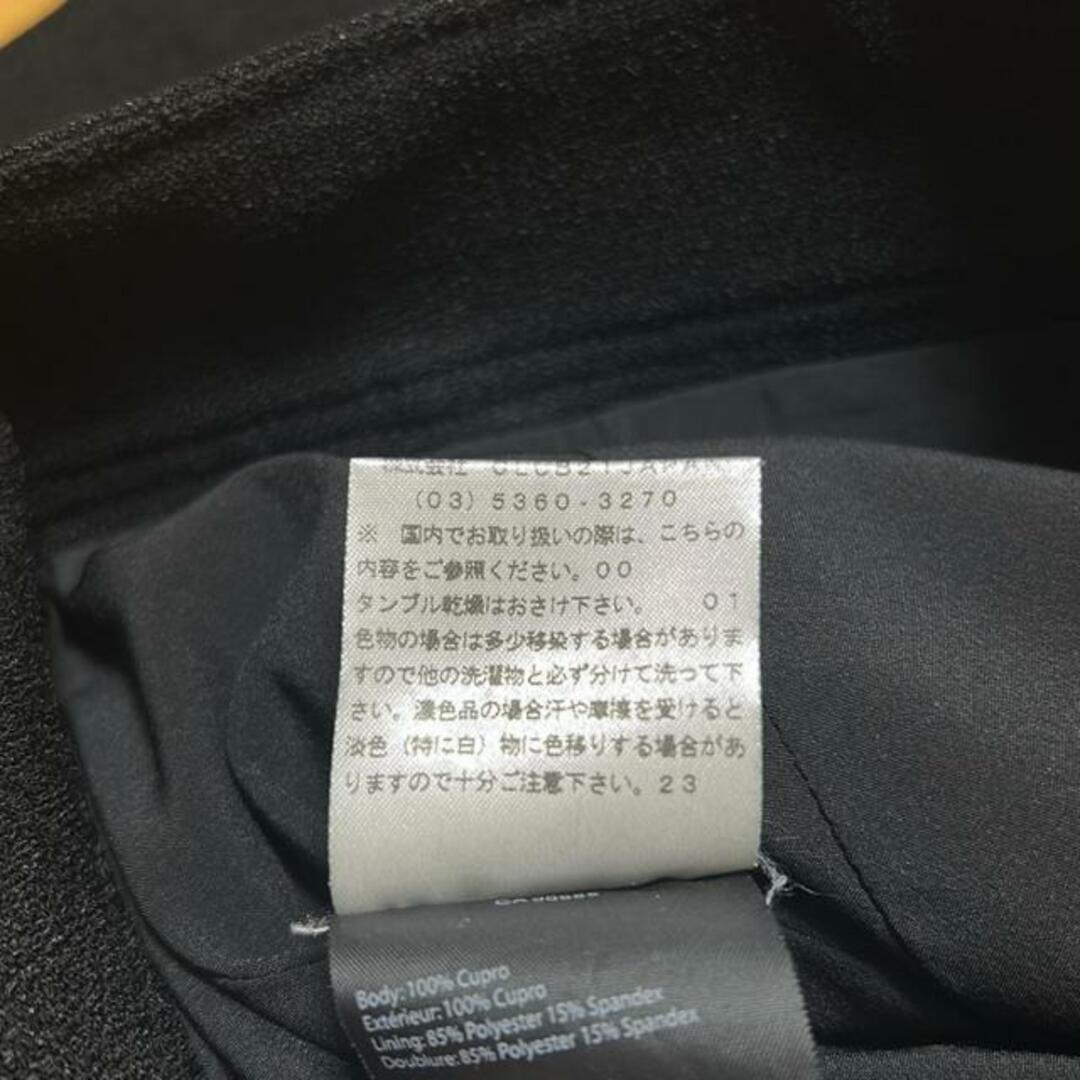 株式会社
(03) 5360-3270
※ 国内でお取り扱いの際は、こちらの
内容をご参照ください。00
タンブル乾燥はおさけ下さい。 01
色物の場合は多少移染する場合がありま
すので他の洗濯物と必ず分けて洗って下
さい。濃色品の場合汗や摩擦を受けると
淡色（特に白）物に色移りする場合があ
りますので十分ご注意下さい。23
Body:100% Cupro
Extérieur:100% Cupro
Lining: 85% Polyester 15% Spandex
Doublure: 85% Polyester 15% Spandex